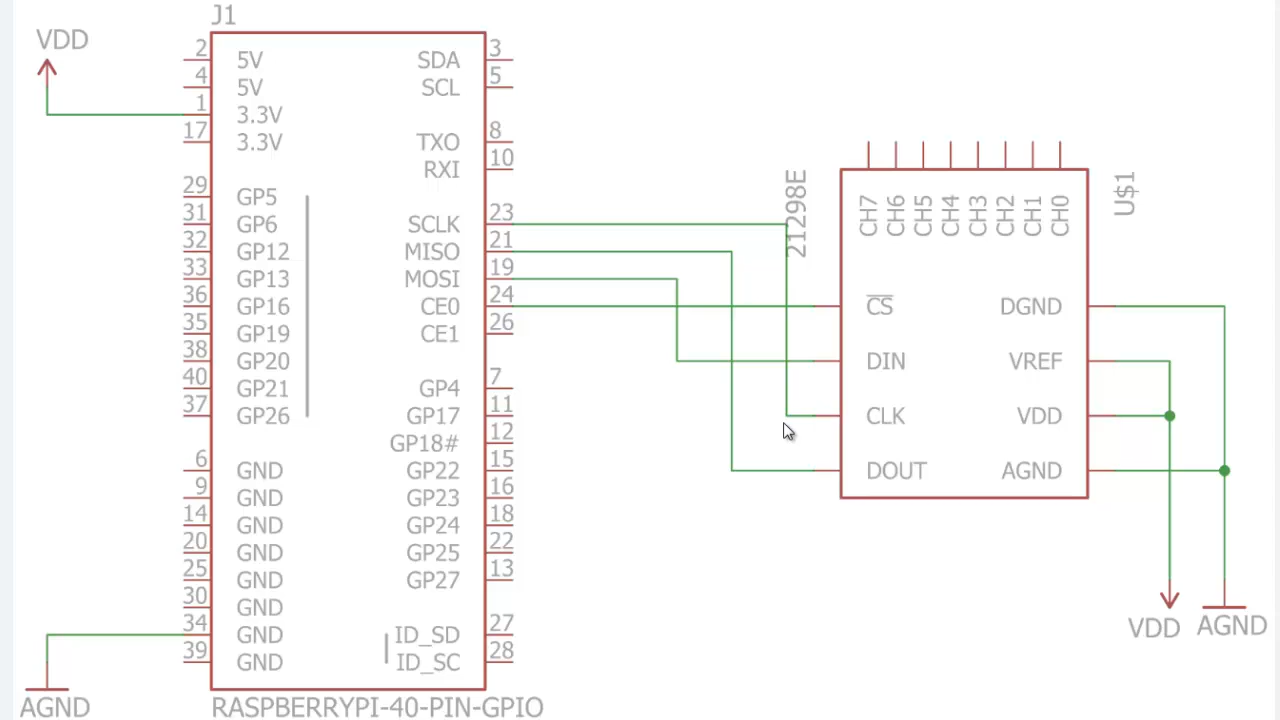 J1
VDD
2 5V SDA 3
4 5V SCL 5
1 3.3V
17 3.3V TXO 8
RXI 10
29 GP5
31 GP6 SCLK 23
32 GP12 MISO 21
33 GP13 MOSI 19
36 GP16 CE0 24
35 GP19 CE1 26
38 GP20
40 GP21 GP4 7
37 GP26 GP17 11
GP18# 12
6 GND GP22 15
9 GND GP23 16
14 GND GP24 18
20 GND GP25 22
25 GND GP27 13
30 GND
34 GND ID_SD 27
39 GND ID_SC 28
AGND
RASPBERRYPI-40-PIN-GPIO
21298E
U$1
CH7 CH6 CH5 CH4 CH3 CH2 CH1 CH0
CS DGND
DIN VREF
CLK VDD
DOUT AGND
VDD AGND